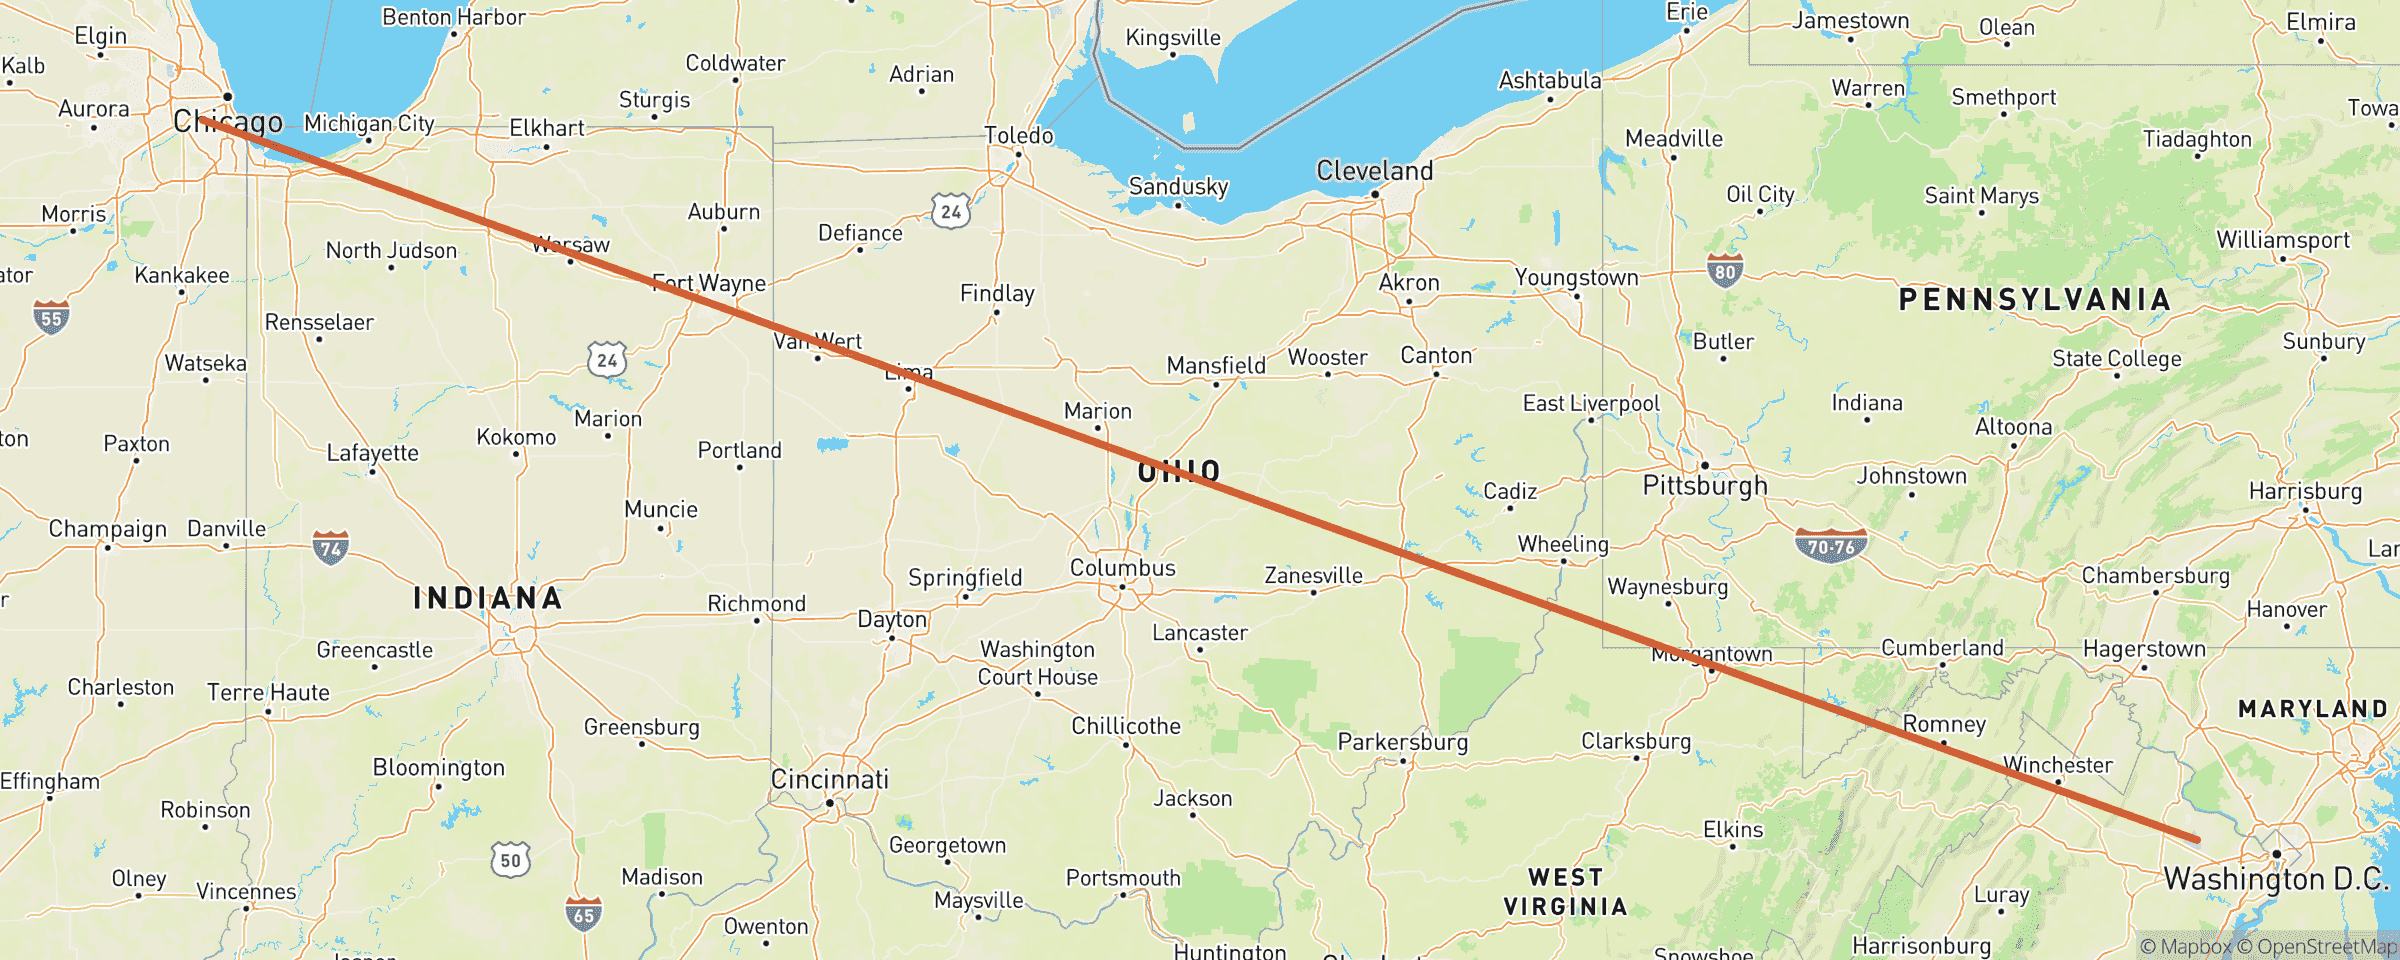 Benton Harbor
Erie
Jamestown
Olean
Elmira
Elgin
Kingsville
Kalb
Coldwater
Adrian
Ashtabula
Warren
Smethport
Towa
Aurora
Chicago
Michigan City
Sturgis
Elkhart
Toledo
Meadville
Tiadaghton
Cleveland
Sandusky
Oil City
Saint Marys
Morris
Auburn
24
Defiance
Williamsport
North Judson
Warsaw
ator
Kankakee
Fort Wayne
Findlay
Akron
Youngstown
80
PENNSYLVANIA
55
Rensselaer
Van Wert
Butler
Sunbury
Watseka
24
Lima
Mansfield
Wooster
Canton
State College
Marion
Marion
East Liverpool
Indiana
Altoona
ton
Paxton
Lafayette
Kokomo
Portland
OHIO
Pittsburgh
Johnstown
Cadiz
Harrisburg
Champaign
Danville
Muncie
74
Wheeling
70-76
Lan
Columbus
Springfield
Zanesville
Waynesburg
Chambersburg
r
INDIANA
Richmond
Dayton
Hanover
Lancaster
Greencastle
Washington
Court House
Morgantown
Cumberland
Hagerstown
Charleston
Terre Haute
MARYLAND
Greensburg
Chillicothe
Parkersburg
Clarksburg
Romney
Effingham
Bloomington
Cincinnati
Winchester
Robinson
Jackson
Elkins
50
Georgetown
Olney
Vincennes
Madison
Portsmouth
WEST
VIRGINIA
Washington D.C.
65
Maysville
Luray
Owenton
Huntington
Harrisonburg
© Mapbox © OpenStreetMap